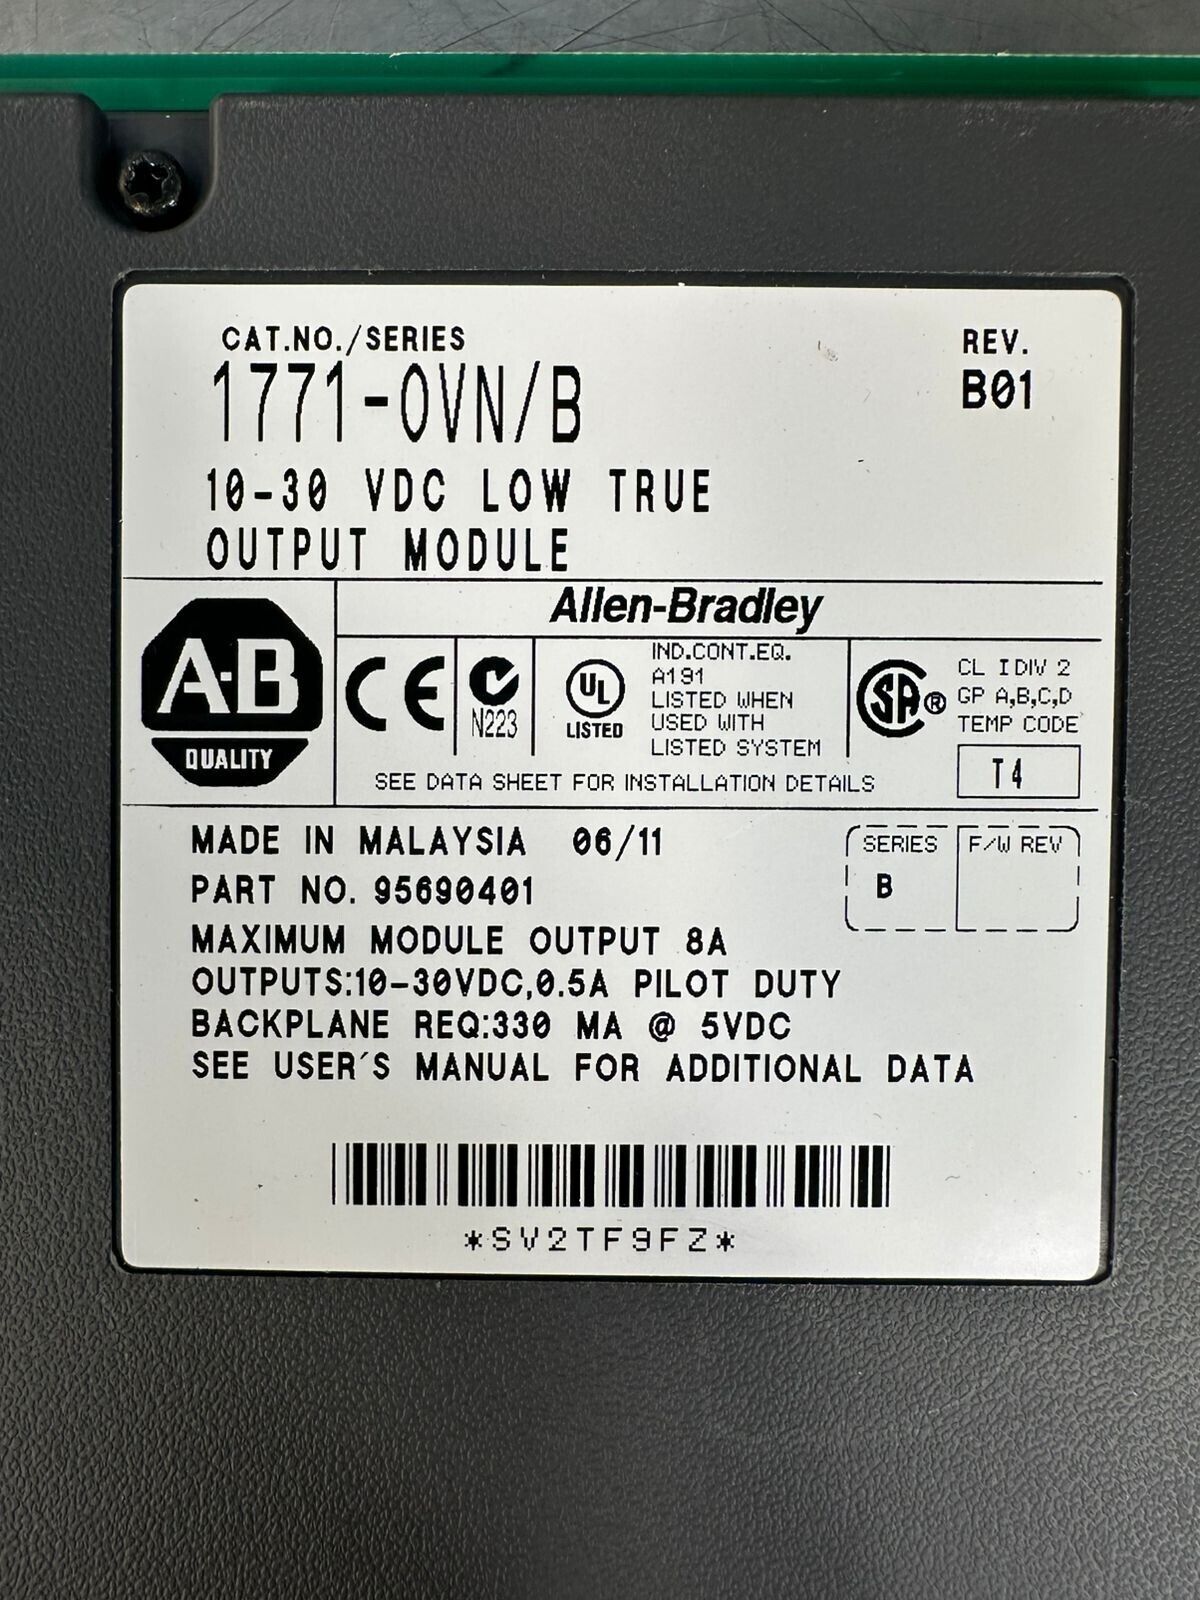 CAT.NO./SERIES
REV.
1771-OVN/B
B01
10-30 VDC LOW TRUE
OUTPUT MODULE
Allen-Bradley
A-B
QUALITY
CE
N223
UL
LISTED
IND.CONT.EQ.
A191
LISTED WHEN
USED WITH
LISTED SYSTEM
SA®
CL I DIV 2
GP A,B,C,D
TEMP CODE
T4
SEE DATA SHEET FOR INSTALLATION DETAILS
MADE IN MALAYSIA 06/11
SERIES
F/W REV
B
PART NO. 95690401
MAXIMUM MODULE OUTPUT 8A
OUTPUTS:10-30VDC,0.5A PILOT DUTY
BACKPLANE REQ:330 MA @ 5VDC
SEE USER´S MANUAL FOR ADDITIONAL DATA
*SV2TF9FZ*